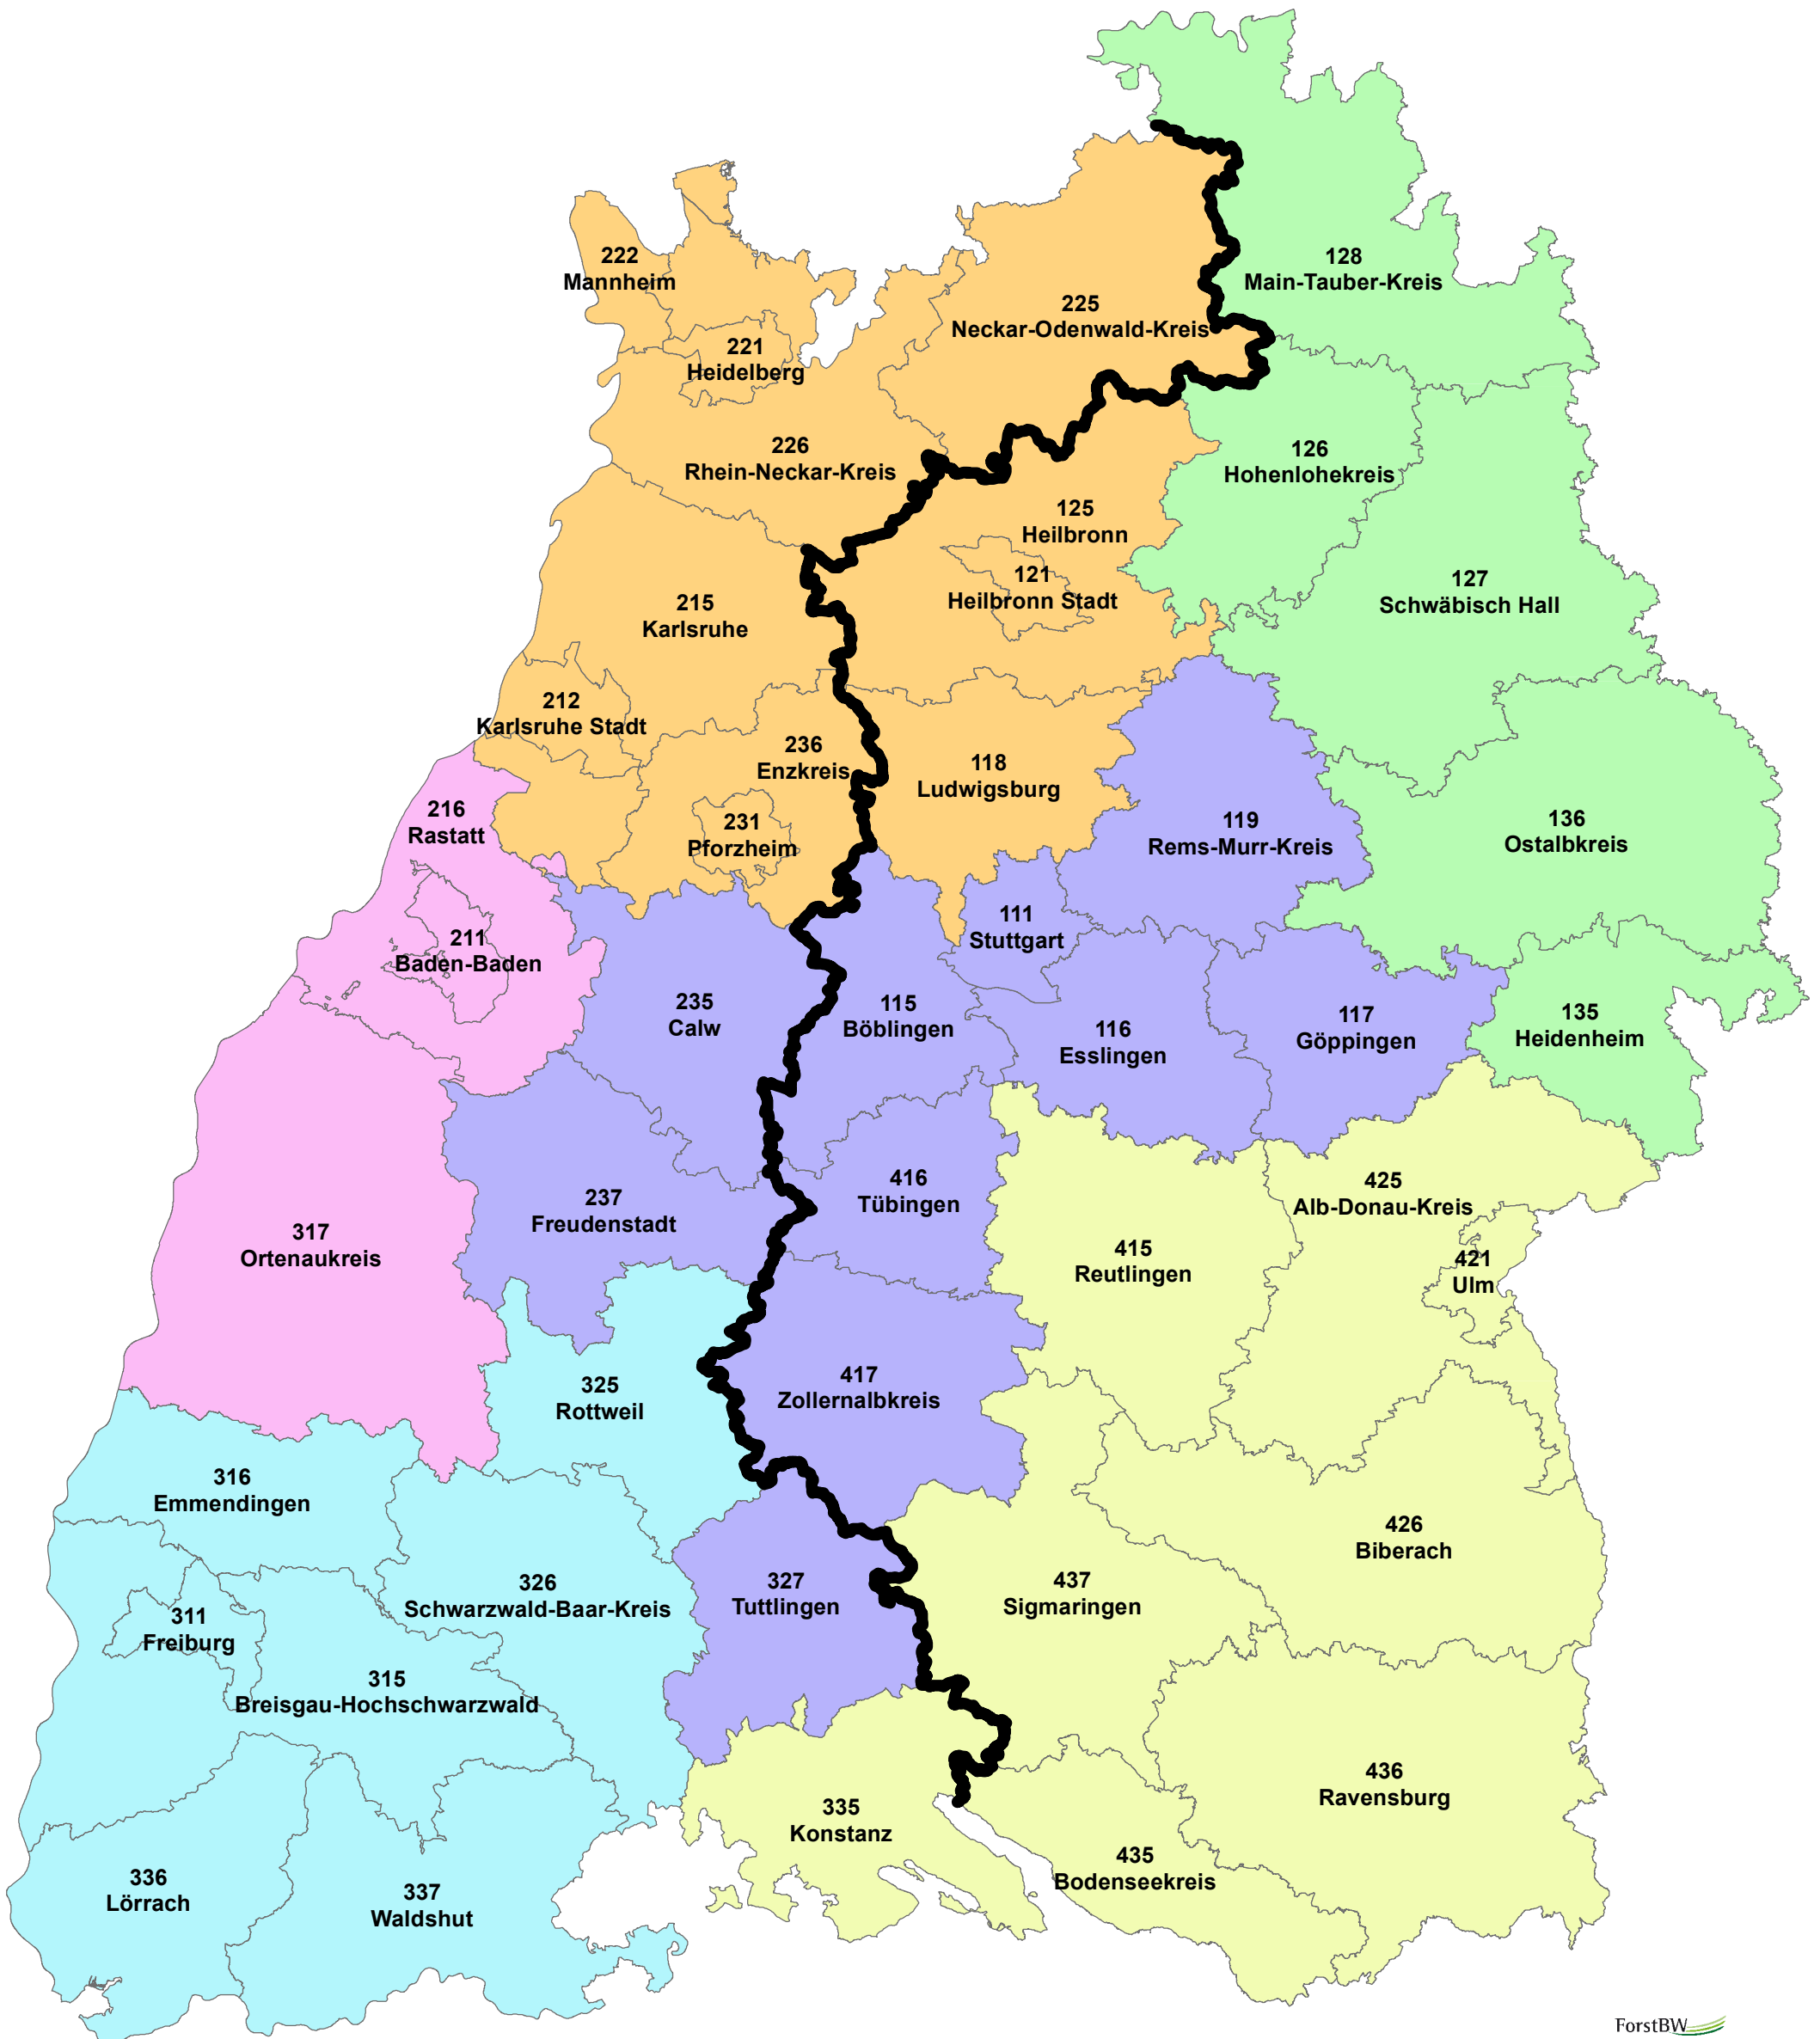 128
Main-Tauber-Kreis
222
Mannheim
225
Neckar-Odenwald-Kreis
221
Heidelberg
226
Rhein-Neckar-Kreis
126
Hohenlohekreis
125
Heilbronn
121
Heilbronn Stadt
127
Schwäbisch Hall
215
Karlsruhe
212
Karlsruhe Stadt
236
Enzkreis
118
Ludwigsburg
216
Rastatt
231
Pforzheim
119
Rems-Murr-Kreis
136
Ostalbkreis
111
Stuttgart
211
Baden-Baden
235
Calw
115
Böblingen
116
Esslingen
117
Göppingen
135
Heidenheim
416
Tübingen
425
Alb-Donau-Kreis
237
Freudenstadt
317
Ortenaukreis
415
Reutlingen
421
Ulm
325
Rottweil
417
Zollernalbkreis
316
Emmendingen
426
Biberach
326
Schwarzwald-Baar-Kreis
327
Tuttlingen
437
Sigmaringen
311
Freiburg
315
Breisgau-Hochschwarzwald
436
Ravensburg
335
Konstanz
435
Bodenseekreis
336
Lörrach
337
Waldshut
ForstBW